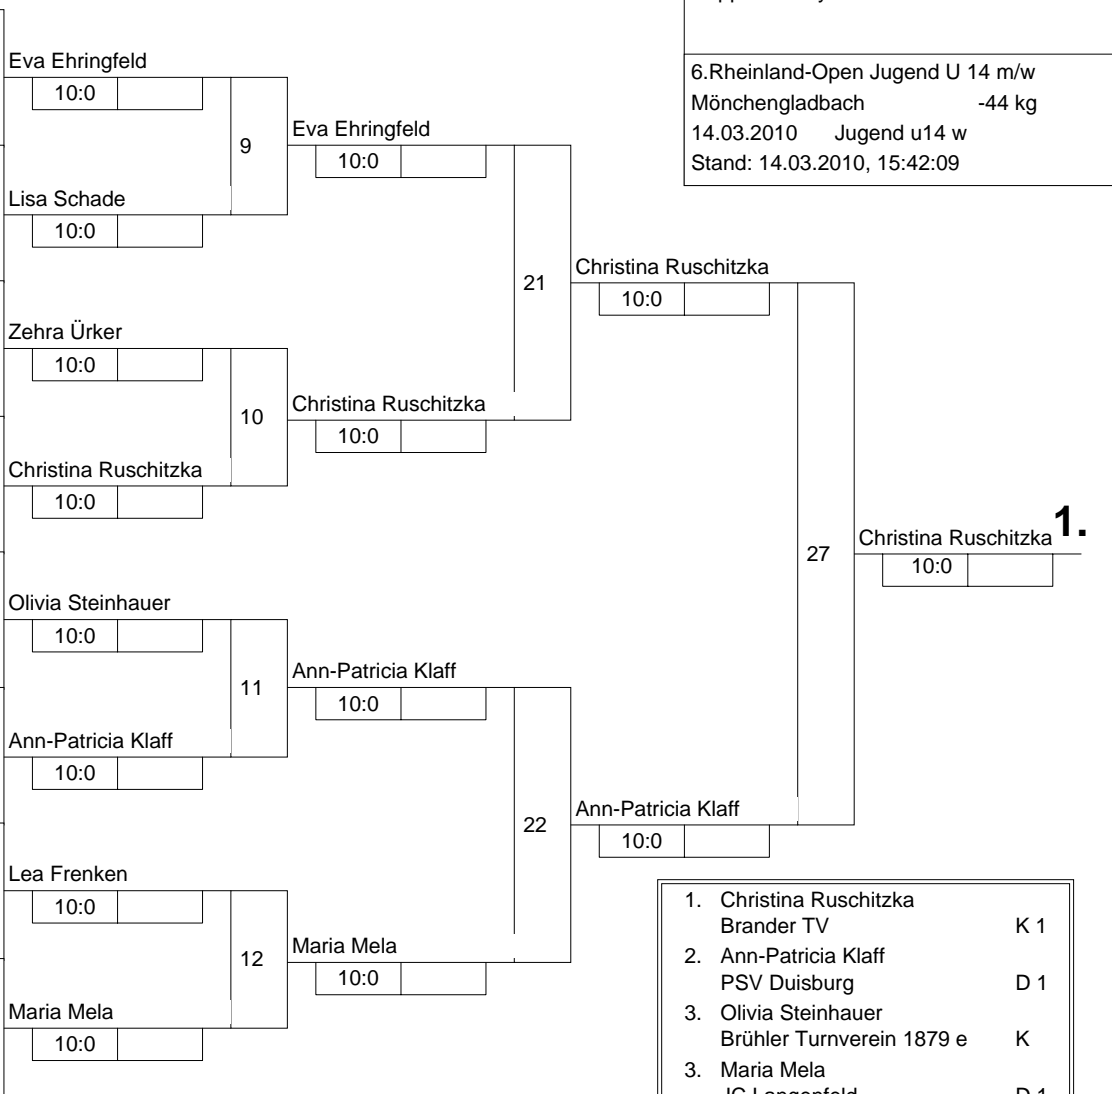 6.Rheinland-Open Jugend U 14 m/w
Mönchengladbach -44 kg
14.03.2010 Jugend u14 w
Stand: 14.03.2010, 15:42:09
Eva Ehringfeld
10:0
9
Lisa Schade
10:0
Zehra Ürker
10:0
10
Christina Ruschitzka
10:0
Olivia Steinhauer
10:0
11
Ann-Patricia Klaff
10:0
Lea Frenken
10:0
12
Maria Mela
10:0
Eva Ehringfeld
10:0
21
Christina Ruschitzka
10:0
Ann-Patricia Klaff
10:0
22
Maria Mela
10:0
Christina Ruschitzka
10:0
27
Ann-Patricia Klaff
10:0
Christina Ruschitzka 1.
10:0
1. Christina Ruschitzka
Brander TV K 1
2. Ann-Patricia Klaff
PSV Duisburg D 1
3. Olivia Steinhauer
Brühler Turnverein 1879 e K
3. Maria Mela
JC Langenfeld D 1